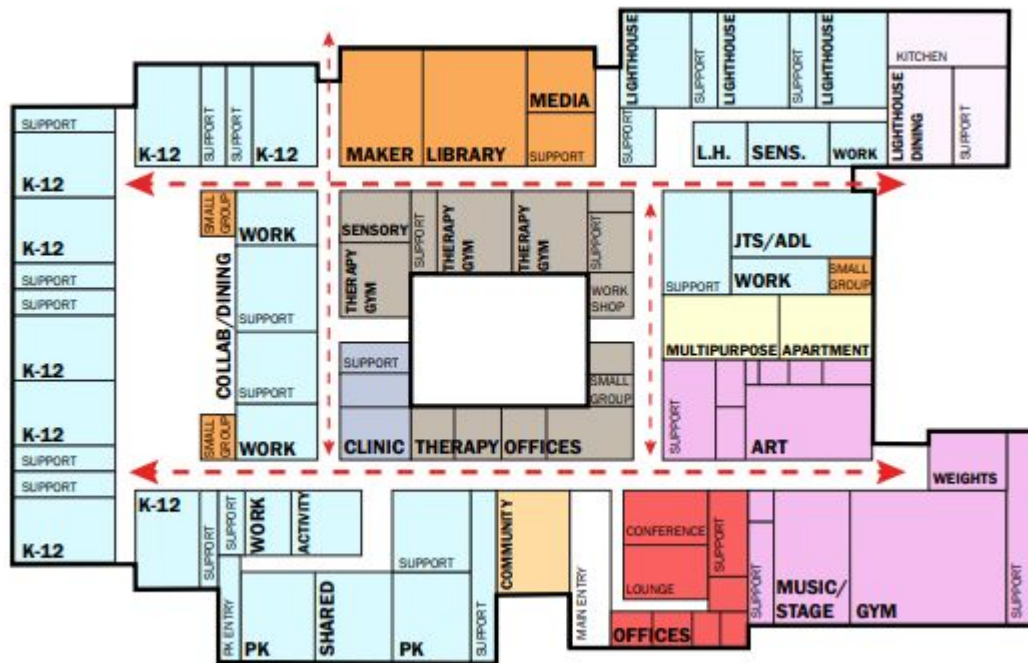 LIGHTHOUSE
SUPPORT
LIGHTHOUSE
SUPPORT
LIGHTHOUSE
KITCHEN
LIGHTHOUSE
DINING
SUPPORT
SUPPORT
L.H.
SENS.
WORK
MEDIA
MAKER
LIBRARY
SUPPORT
K-12
SUPPORT
SUPPORT
K-12
SUPPORT
K-12
K-12
SUPPORT
SUPPORT
K-12
K-12
SUPPORT
SUPPORT
K-12
SMALL
GROUP
WORK
COLLAB/DINING
SUPPORT
SUPPORT
SMALL
GROUP
WORK
SENSORY
THERAPY
GYM
SUPPORT
THERAPY
GYM
THERAPY
GYM
SUPPORT
WORK
SHOP
SUPPORT
SMALL
GROUP
CLINIC
THERAPY
OFFICES
JTS/ADL
SUPPORT
WORK
SMALL
GROUP
MULTIPURPOSE
APARTMENT
SUPPORT
ART
WEIGHTS
K-12
SUPPORT
SUPPORT
WORK
ACTIVITY
PK ENTRY
PK
SHARED
SUPPORT
PK
SUPPORT
COMMUNITY
MAIN ENTRY
CONFERENCE
LOUNGE
SUPPORT
OFFICES
SUPPORT
MUSIC/
STAGE
GYM
SUPPORT